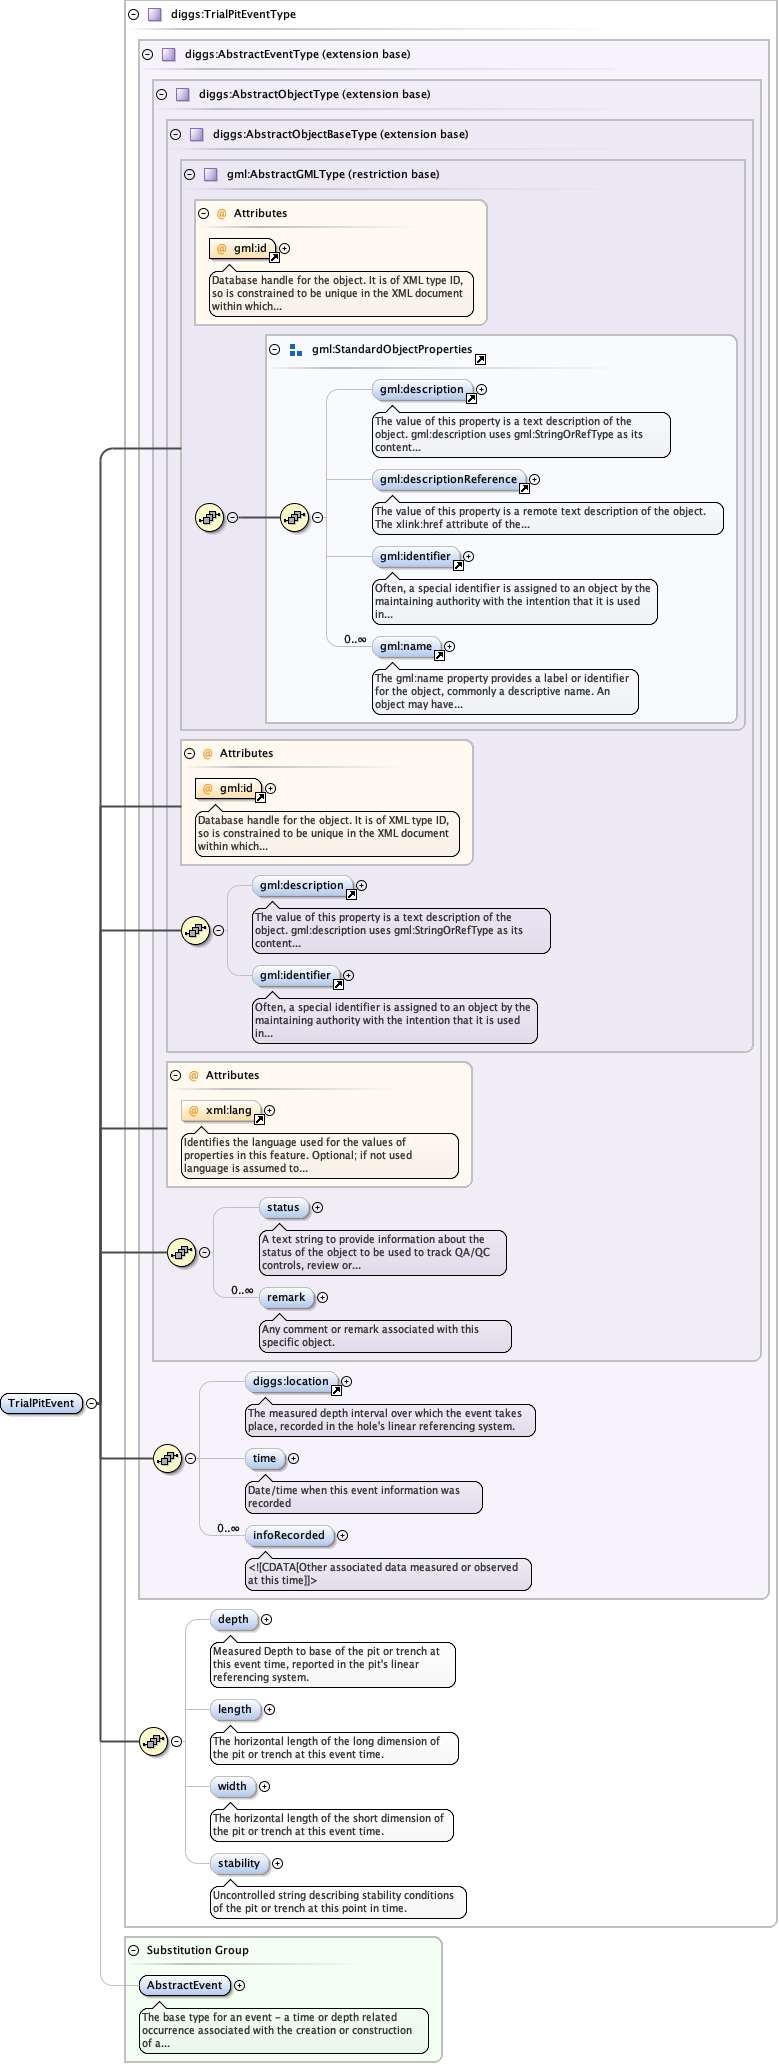 diggs:TrialPitEventType
diggs:AbstractEventType (extension base)
diggs:AbstractObjectType (extension base)
diggs:AbstractObjectBaseType (extension base)
gml:AbstractGMLType (restriction base)
@ Attributes
@ gml:id
Database handle for the object. It is of XML type ID,
so is constrained to be unique in the XML document
within which...
gml:StandardObjectProperties
gml:description
The value of this property is a text description of the
object. gml:description uses gml:StringOrRefType as its
content...
gml:descriptionReference
The value of this property is a remote text description of the object.
The xlink:href attribute of the...
gml:identifier
Often, a special identifier is assigned to an object by the
maintaining authority with the intention that it is used
in...
0..∞
gml:name
The gml:name property provides a label or identifier
for the object, commonly a descriptive name. An
object may have...
@ Attributes
@ gml:id
Database handle for the object. It is of XML type ID,
so is constrained to be unique in the XML document
within which...
gml:description
The value of this property is a text description of the
object. gml:description uses gml:StringOrRefType as its
content...
gml:identifier
Often, a special identifier is assigned to an object by the
maintaining authority with the intention that it is used
in...
@ Attributes
@ xml:lang
Identifies the language used for the values of
properties in this feature. Optional; if not used
language is assumed to...
status
A text string to provide information about the
status of the object to be used to track QA/QC
controls, review or...
0..∞
remark
Any comment or remark associated with this
specific object.
TrialPitEvent
diggs:location
The measured depth interval over which the event takes
place, recorded in the hole's linear referencing system.
time
Date/time when this event information was
recorded
0..∞
infoRecorded
<![CDATA[Other associated data measured or observed
at this time]]>
depth
Measured Depth to base of the pit or trench at
this event time, reported in the pit's linear
referencing system.
length
The horizontal length of the long dimension of
the pit or trench at this event time.
width
The horizontal length of the short dimension of
the pit or trench at this event time.
stability
Uncontrolled string describing stability conditions
of the pit or trench at this point in time.
Substitution Group
AbstractEvent
The base type for an event - a time or depth related
occurrence associated with the creation or construction
of a...